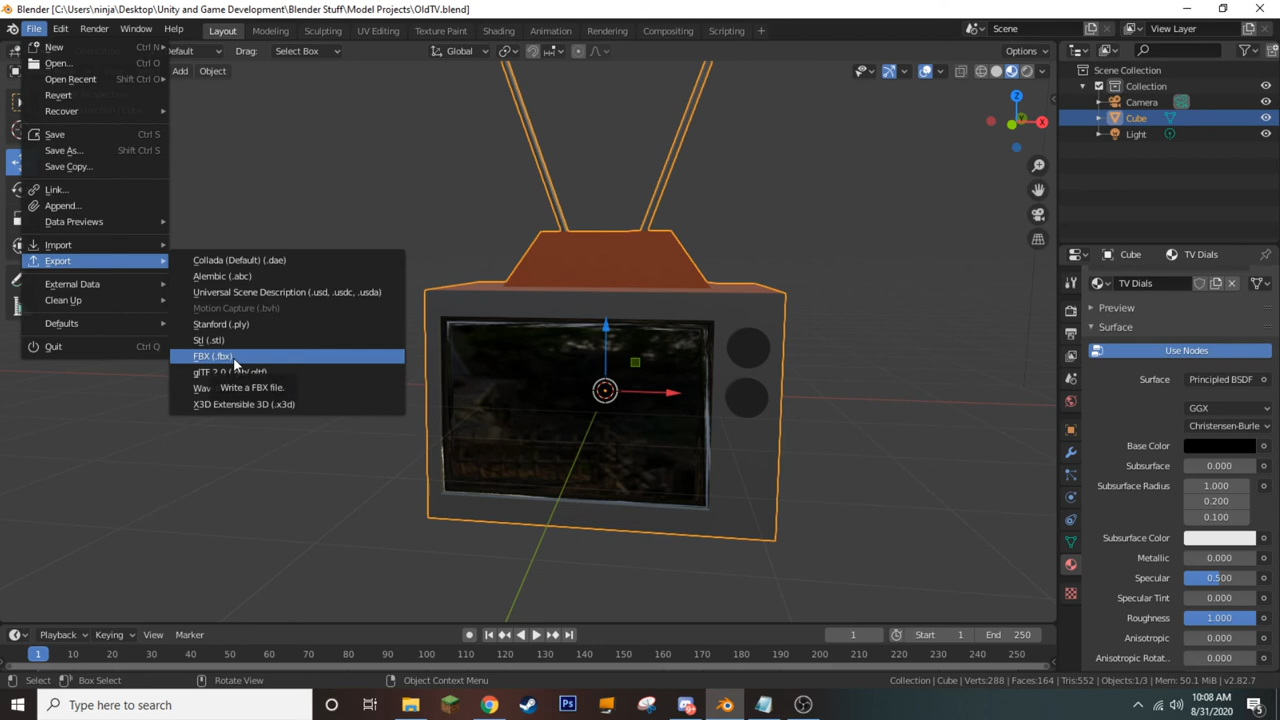 Blender [C:\Users\ninja\Desktop\Unity and Game Development\Blender Stuff\Model Projects\OldTV.blend]
File Edit Render Window Help Layout Modeling Sculpting UV Editing Texture Paint Shading Animation Rendering Compositing Scripting Scene View Layer
Default Drag: Select Box Global Options
Add Object
New Ctrl N
Open... Ctrl O
Open Recent Shift Ctrl O
Revert
Recover
Save Ctrl S
Save As... Shift Ctrl S
Save Copy...
Link...
Append...
Data Previews
Import
Export
External Data
Clean Up
Defaults
Quit Ctrl Q
Collada (Default) (.dae)
Alembic (.abc)
Universal Scene Description (.usd, .usdc, .usda)
Motion Capture (.bvh)
Stanford (.ply)
Stl (.stl)
FBX (.fbx)
glTF 2.0
Wav
Write a FBX file.
X3D Extensible 3D (.x3d)
Z
Y
X
Scene Collection
Collection
Camera
Cube
Light
Cube TV Dials
TV Dials
Preview
Surface
Use Nodes
Surface Principled BSDF
GGX
Christensen-Burle
Base Color
Subsurface 0.000
Subsurface Radius 1.000
0.200
0.100
Subsurface Color
Metallic 0.000
Specular 0.500
Specular Tint 0.000
Roughness 1.000
Anisotropic 0.000
Anisotropic Rotat.. 0.000
Playback Keying View Marker 1 Start 1 End 250
1 10 20 30 40 50 60 70 80 90 100 110 120 130 140 150 160 170 180 190 200 210 220 230 240 250
Select Box Select Rotate View Object Context Menu Collection | Cube | Verts:288 | Faces:164 | Tris:552 | Objects:1/3 | Mem: 50.1 MiB | v2.82.7
Type here to search
10:08 AM
8/31/2020
5